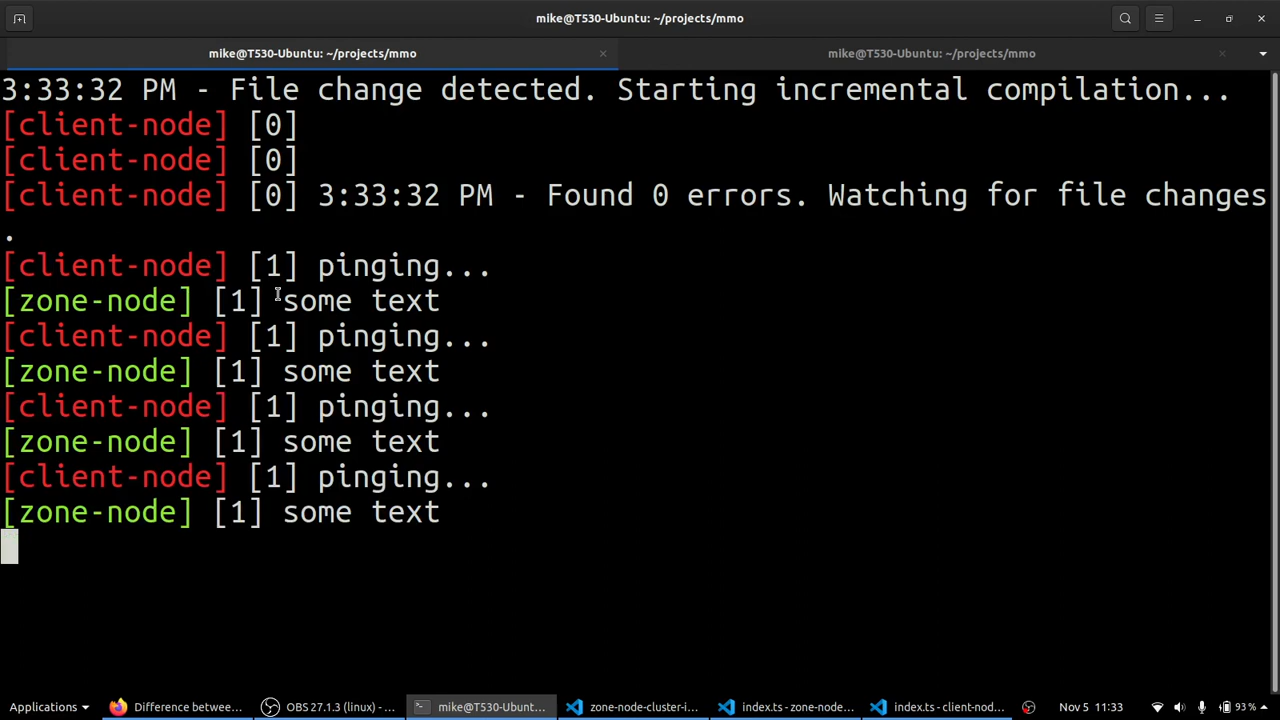 mike@T530-Ubuntu: ~/projects/mmo
mike@T530-Ubuntu: ~/projects/mmo
mike@T530-Ubuntu: ~/projects/mmo
3:33:32 PM - File change detected. Starting incremental compilation...
[client-node] [0]
[client-node] [0]
[client-node] [0] 3:33:32 PM - Found 0 errors. Watching for file changes
.
[client-node] [1] pinging...
[zone-node] [1] some text
[client-node] [1] pinging...
[zone-node] [1] some text
[client-node] [1] pinging...
[zone-node] [1] some text
[client-node] [1] pinging...
[zone-node] [1] some text
Applications
Difference betwee...
OBS 27.1.3 (linux) - ...
mike@T530-Ubuntu...
zone-node-cluster-i...
index.ts - zone-node...
index.ts - client-nod...
Nov 5 11:33
93 %